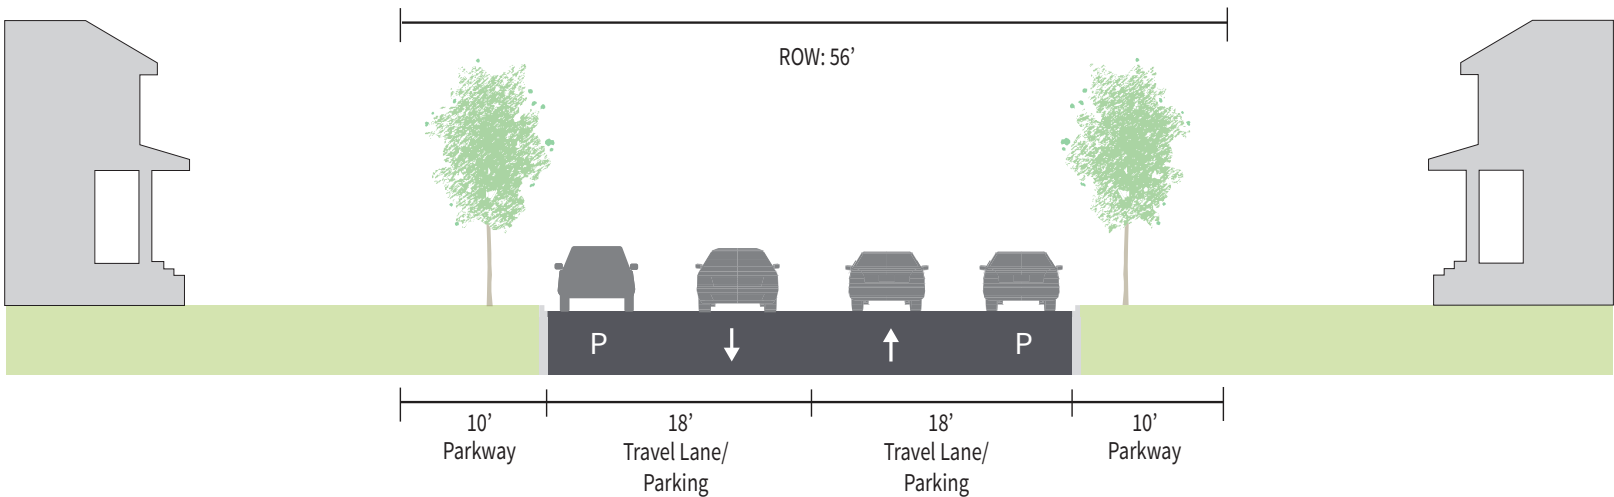 ROW: 56’
P
P
10’
Parkway
18’
Travel Lane/
Parking
18’
Travel Lane/
Parking
10’
Parkway